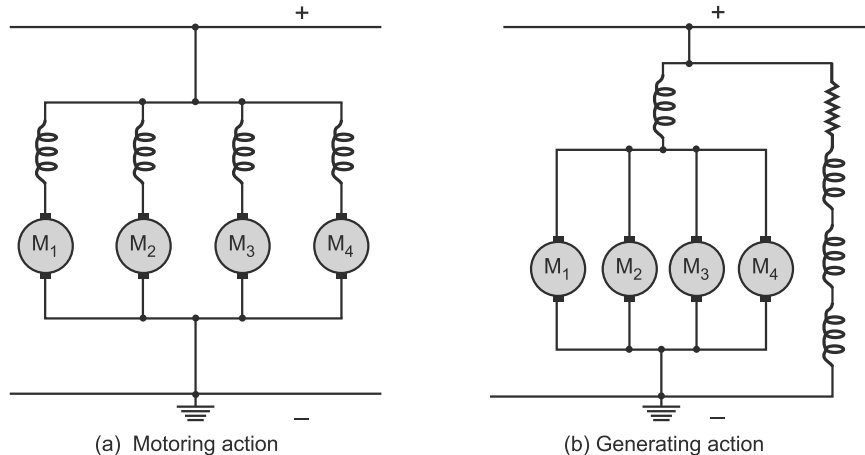 +
M1 M2 M3 M4
–
(a) Motoring action
+
M1 M2 M3 M4
–
(b) Generating action